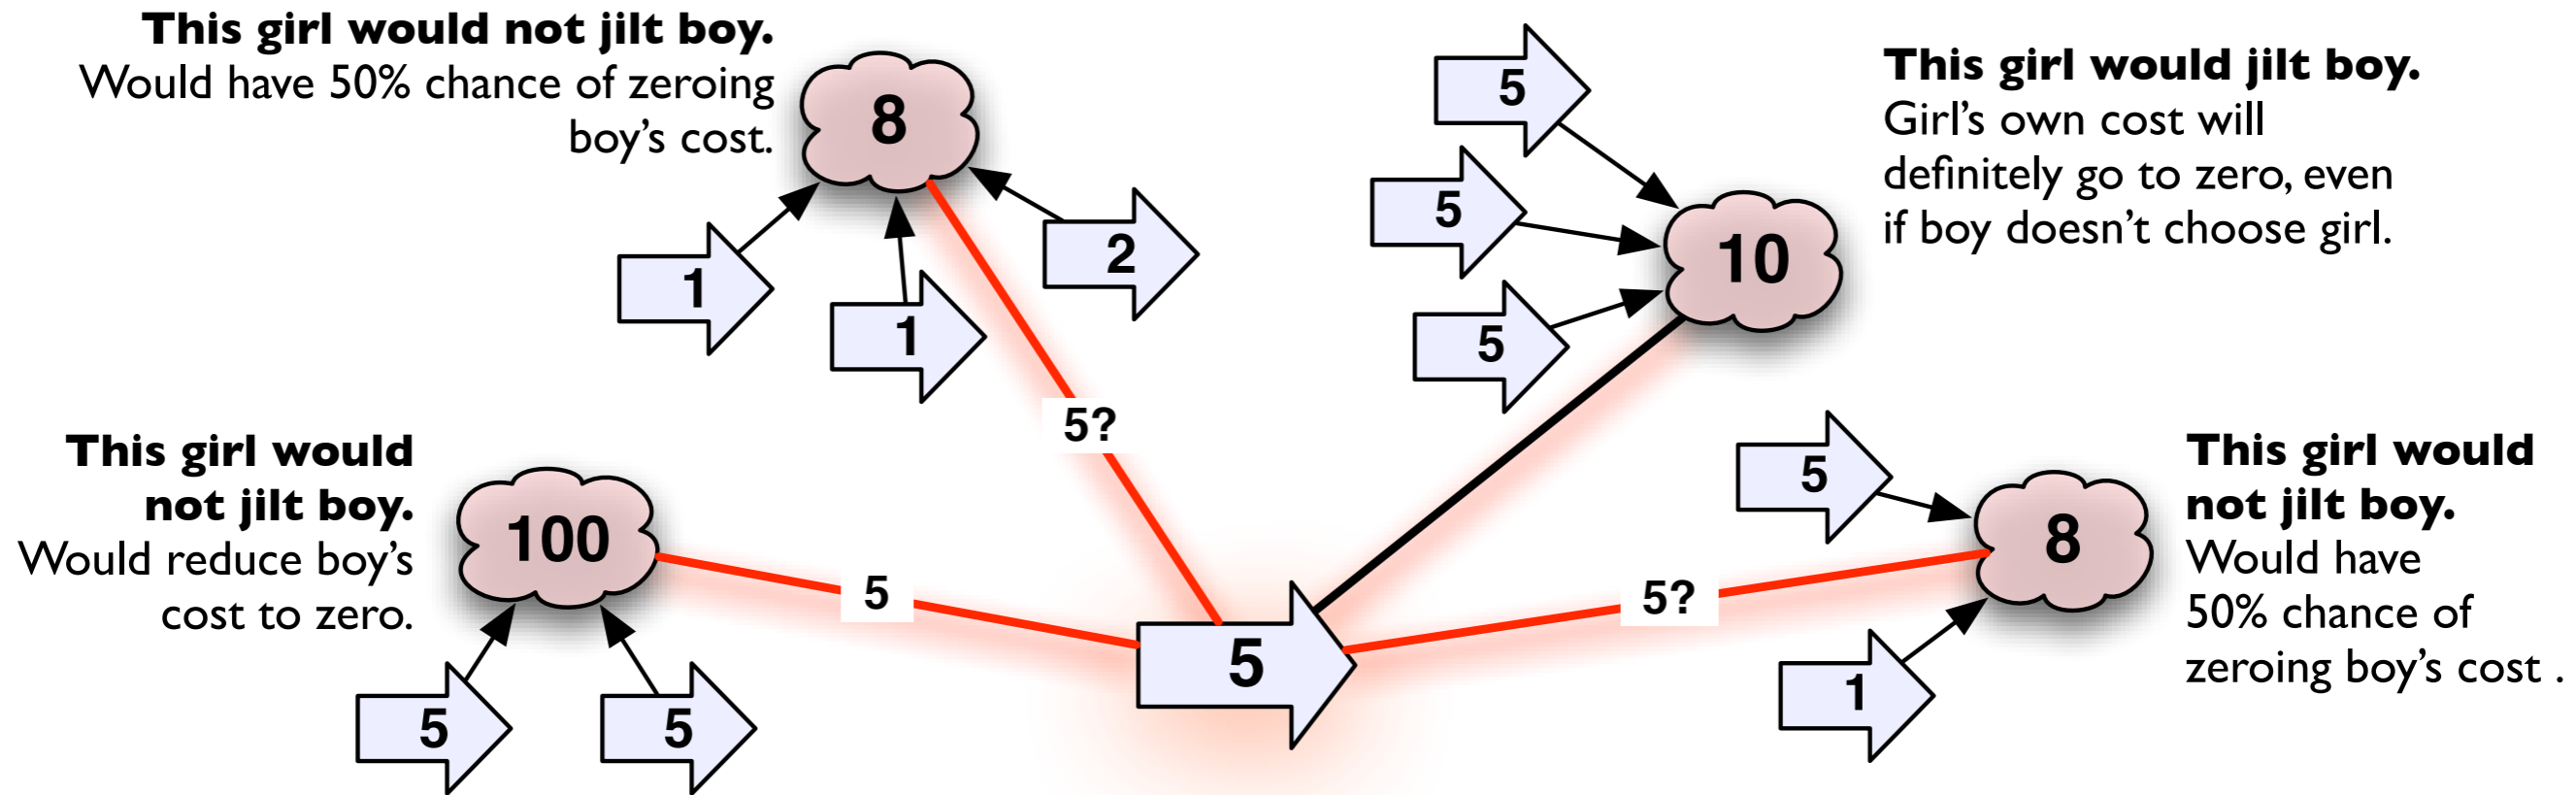 This girl would not jilt boy.
Would have 50% chance of zeroing
boy's cost.
8
1
1
2
5
5
5
10
This girl would jilt boy.
Girl's own cost will
definitely go to zero, even
if boy doesn't choose girl.
This girl would
not jilt boy.
Would reduce boy's
cost to zero.
100
5
5
5
5?
5
5?
5
1
8
This girl would
not jilt boy.
Would have
50% chance of
zeroing boy's cost .